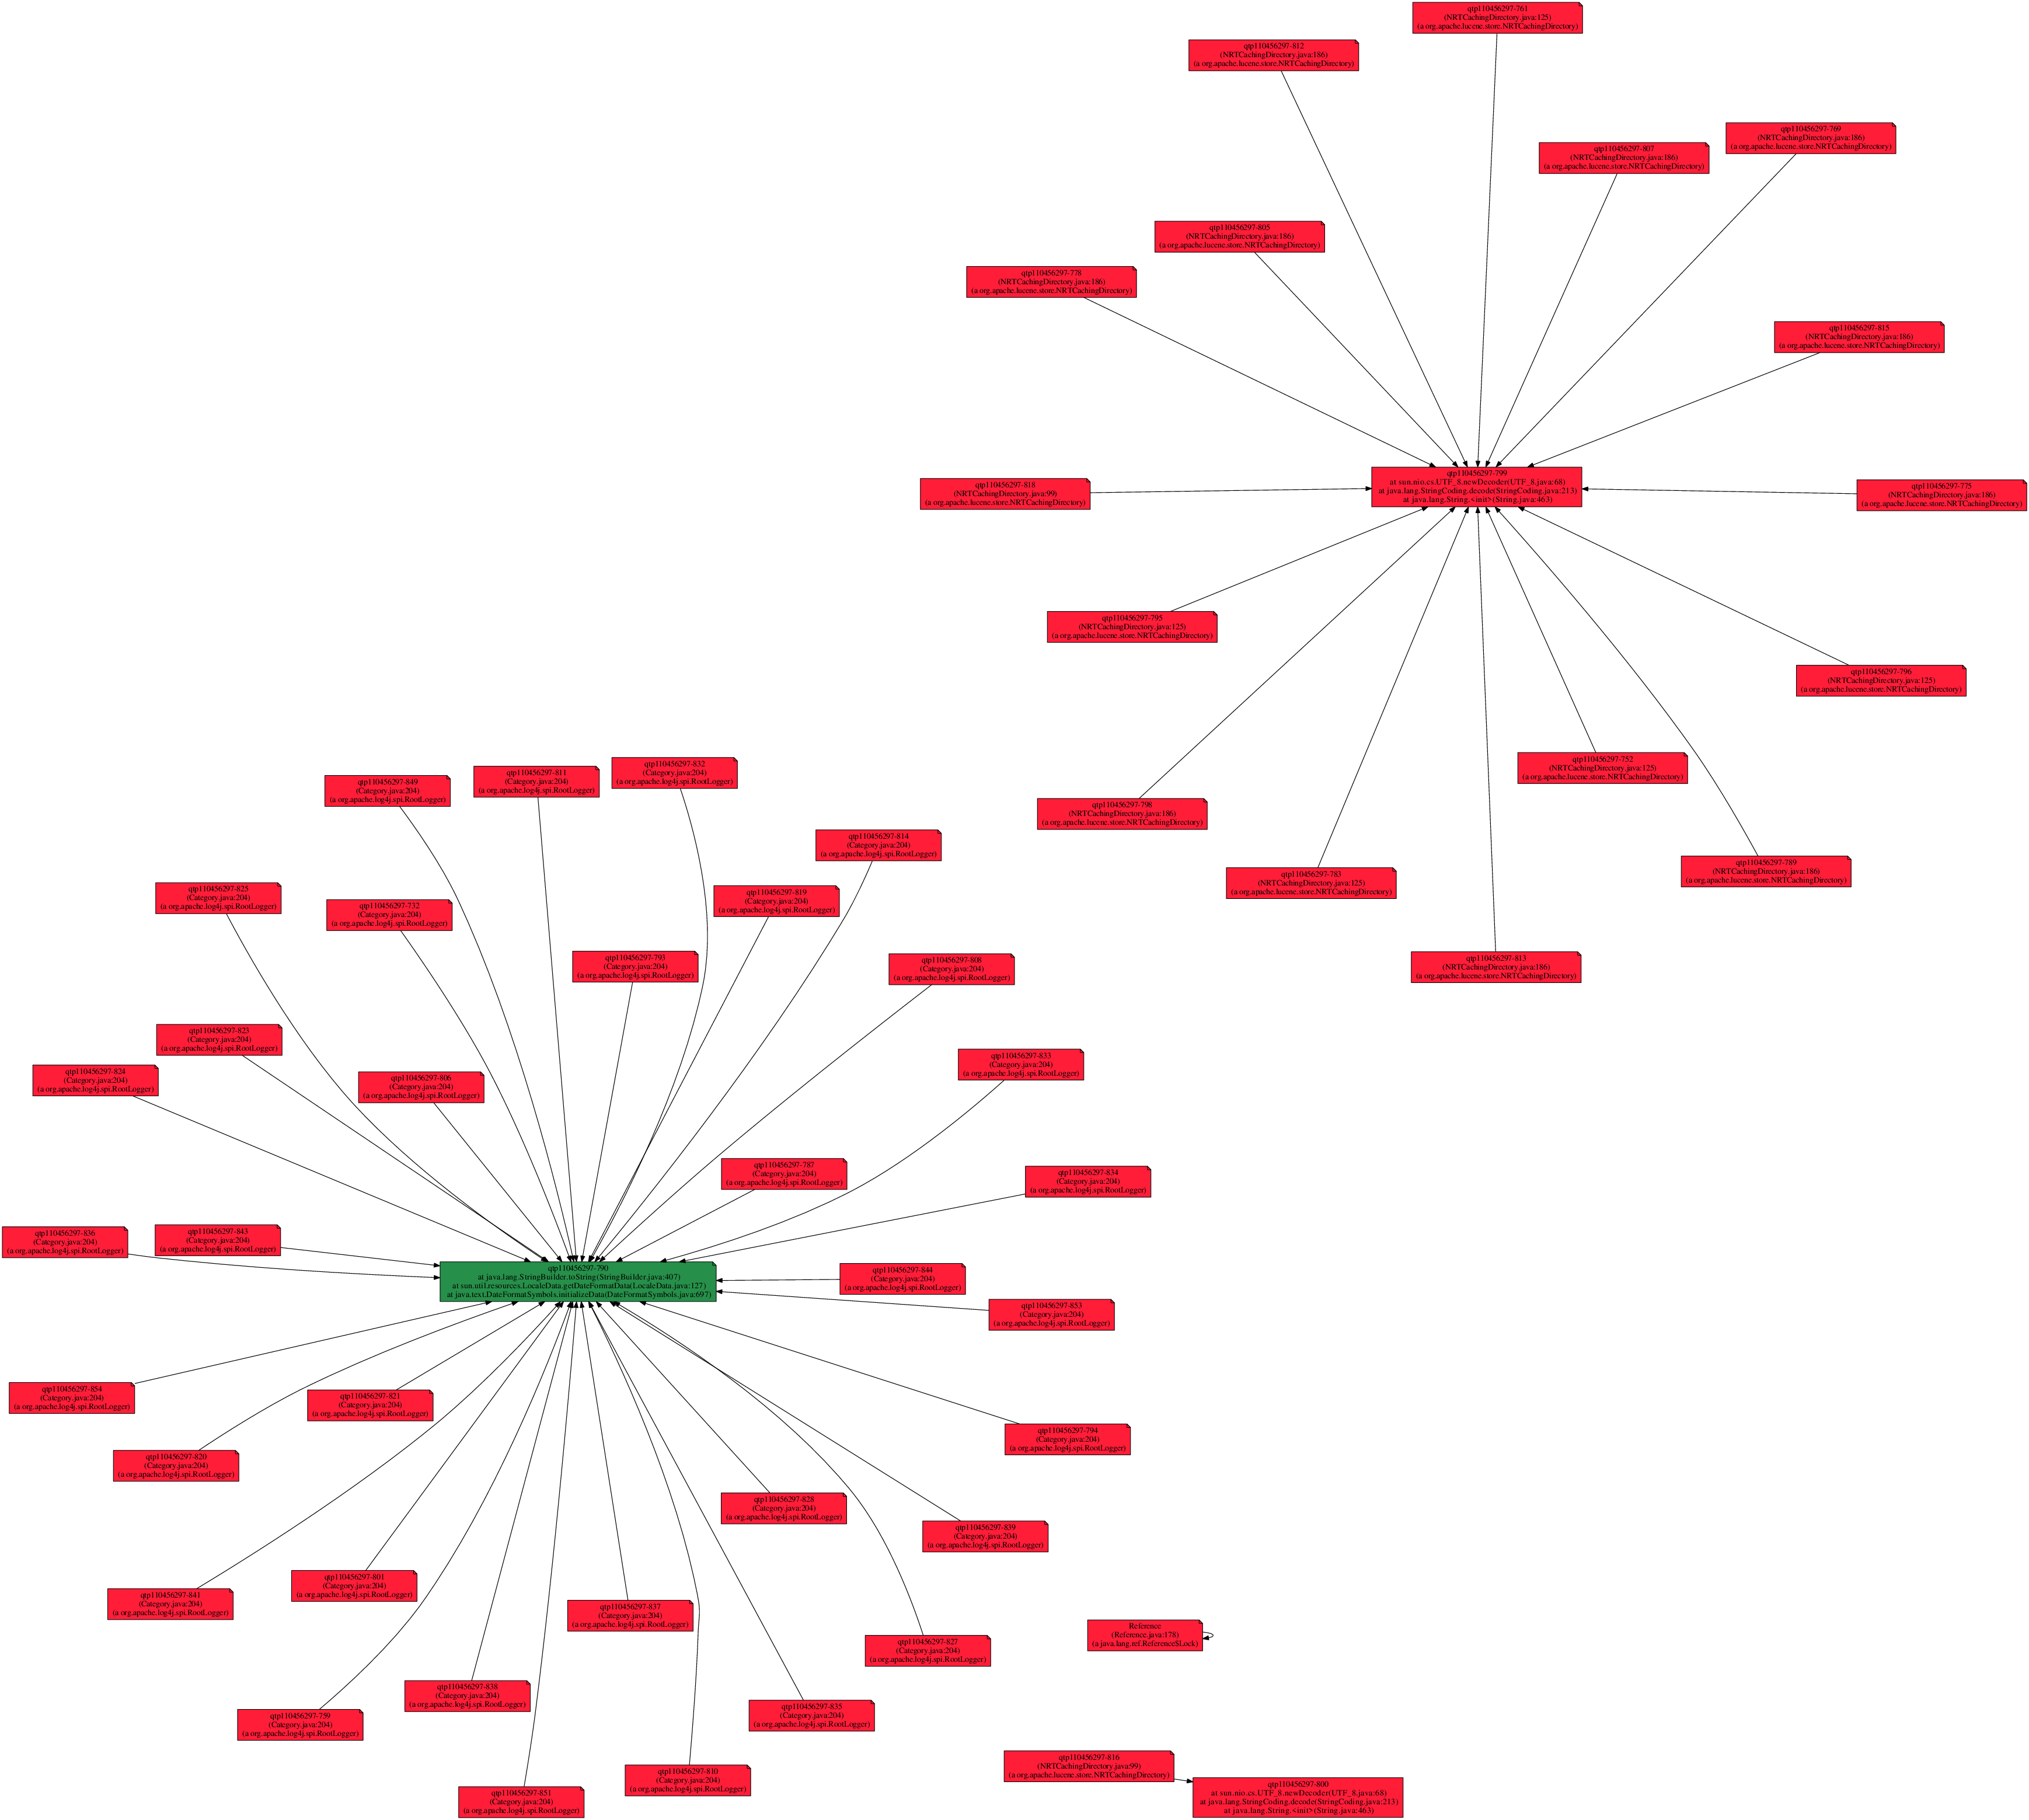 qtp110456297-761
(NRTCachingDirectory.java:125)
(a org.apache.lucene.store.NRTCachingDirectory)
qtp110456297-812
(NRTCachingDirectory.java:186)
(a org.apache.lucene.store.NRTCachingDirectory)
qtp110456297-769
(NRTCachingDirectory.java:186)
(a org.apache.lucene.store.NRTCachingDirectory)
qtp110456297-807
(NRTCachingDirectory.java:186)
(a org.apache.lucene.store.NRTCachingDirectory)
qtp110456297-805
(NRTCachingDirectory.java:186)
(a org.apache.lucene.store.NRTCachingDirectory)
qtp110456297-778
(NRTCachingDirectory.java:186)
(a org.apache.lucene.store.NRTCachingDirectory)
qtp110456297-815
(NRTCachingDirectory.java:186)
(a org.apache.lucene.store.NRTCachingDirectory)
qtp110456297-799
at sun.nio.cs.UTF_8.newDecoder(UTF_8.java:68)
at java.lang.StringCoding.decode(StringCoding.java:213)
at java.lang.String.<init>(String.java:463)
qtp110456297-818
(NRTCachingDirectory.java:99)
(a org.apache.lucene.store.NRTCachingDirectory)
qtp110456297-775
(NRTCachingDirectory.java:186)
(a org.apache.lucene.store.NRTCachingDirectory)
qtp110456297-795
(NRTCachingDirectory.java:125)
(a org.apache.lucene.store.NRTCachingDirectory)
qtp110456297-796
(NRTCachingDirectory.java:125)
(a org.apache.lucene.store.NRTCachingDirectory)
qtp110456297-752
(NRTCachingDirectory.java:125)
(a org.apache.lucene.store.NRTCachingDirectory)
qtp110456297-798
(NRTCachingDirectory.java:186)
(a org.apache.lucene.store.NRTCachingDirectory)
qtp110456297-789
(NRTCachingDirectory.java:186)
(a org.apache.lucene.store.NRTCachingDirectory)
qtp110456297-783
(NRTCachingDirectory.java:125)
(a org.apache.lucene.store.NRTCachingDirectory)
qtp110456297-813
(NRTCachingDirectory.java:186)
(a org.apache.lucene.store.NRTCachingDirectory)
qtp110456297-832
(Category.java:204)
(a org.apache.log4j.spi.RootLogger)
qtp110456297-811
(Category.java:204)
(a org.apache.log4j.spi.RootLogger)
qtp110456297-849
(Category.java:204)
(a org.apache.log4j.spi.RootLogger)
qtp110456297-814
(Category.java:204)
(a org.apache.log4j.spi.RootLogger)
qtp110456297-825
(Category.java:204)
(a org.apache.log4j.spi.RootLogger)
qtp110456297-819
(Category.java:204)
(a org.apache.log4j.spi.RootLogger)
qtp110456297-732
(Category.java:204)
(a org.apache.log4j.spi.RootLogger)
qtp110456297-793
(Category.java:204)
(a org.apache.log4j.spi.RootLogger)
qtp110456297-808
(Category.java:204)
(a org.apache.log4j.spi.RootLogger)
qtp110456297-823
(Category.java:204)
(a org.apache.log4j.spi.RootLogger)
qtp110456297-833
(Category.java:204)
(a org.apache.log4j.spi.RootLogger)
qtp110456297-824
(Category.java:204)
(a org.apache.log4j.spi.RootLogger)
qtp110456297-806
(Category.java:204)
(a org.apache.log4j.spi.RootLogger)
qtp110456297-787
(Category.java:204)
(a org.apache.log4j.spi.RootLogger)
qtp110456297-834
(Category.java:204)
(a org.apache.log4j.spi.RootLogger)
qtp110456297-836
(Category.java:204)
(a org.apache.log4j.spi.RootLogger)
qtp110456297-843
(Category.java:204)
(a org.apache.log4j.spi.RootLogger)
qtp110456297-790
at java.lang.StringBuilder.toString(StringBuilder.java:407)
at sun.util.resources.LocaleData.getDateFormatData(LocaleData.java:127)
at java.text.DateFormatSymbols.initializeData(DateFormatSymbols.java:697)
qtp110456297-844
(Category.java:204)
(a org.apache.log4j.spi.RootLogger)
qtp110456297-853
(Category.java:204)
(a org.apache.log4j.spi.RootLogger)
qtp110456297-854
(Category.java:204)
(a org.apache.log4j.spi.RootLogger)
qtp110456297-821
(Category.java:204)
(a org.apache.log4j.spi.RootLogger)
qtp110456297-794
(Category.java:204)
(a org.apache.log4j.spi.RootLogger)
qtp110456297-820
(Category.java:204)
(a org.apache.log4j.spi.RootLogger)
qtp110456297-828
(Category.java:204)
(a org.apache.log4j.spi.RootLogger)
qtp110456297-839
(Category.java:204)
(a org.apache.log4j.spi.RootLogger)
qtp110456297-801
(Category.java:204)
(a org.apache.log4j.spi.RootLogger)
qtp110456297-841
(Category.java:204)
(a org.apache.log4j.spi.RootLogger)
qtp110456297-837
(Category.java:204)
(a org.apache.log4j.spi.RootLogger)
Reference
(Reference.java:178)
(a java.lang.ref.Reference$Lock)
qtp110456297-827
(Category.java:204)
(a org.apache.log4j.spi.RootLogger)
qtp110456297-838
(Category.java:204)
(a org.apache.log4j.spi.RootLogger)
qtp110456297-835
(Category.java:204)
(a org.apache.log4j.spi.RootLogger)
qtp110456297-759
(Category.java:204)
(a org.apache.log4j.spi.RootLogger)
qtp110456297-816
(NRTCachingDirectory.java:99)
(a org.apache.lucene.store.NRTCachingDirectory)
qtp110456297-810
(Category.java:204)
(a org.apache.log4j.spi.RootLogger)
qtp110456297-800
at sun.nio.cs.UTF_8.newDecoder(UTF_8.java:68)
at java.lang.StringCoding.decode(StringCoding.java:213)
at java.lang.String.<init>(String.java:463)
qtp110456297-851
(Category.java:204)
(a org.apache.log4j.spi.RootLogger)